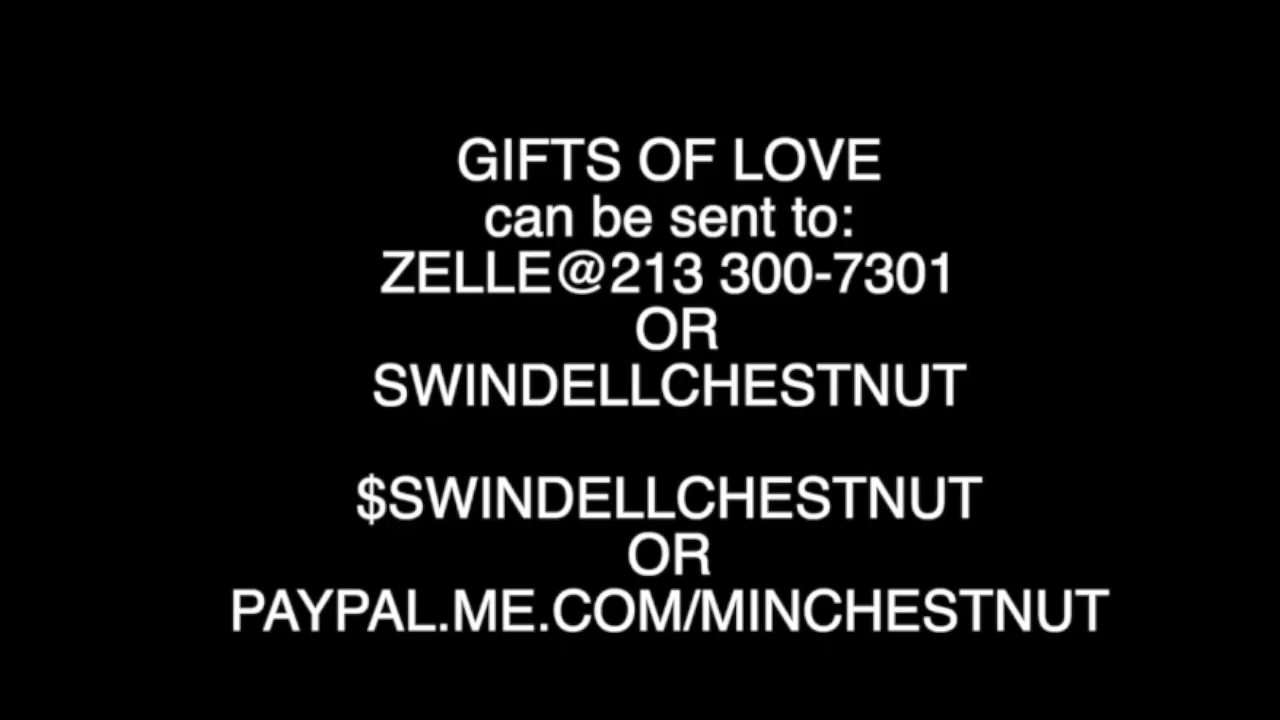 GIFTS OF LOVE
can be sent to:
ZELLE@213 300-7301
OR
SWINDELLCHESTNUT
$SWINDELLCHESTNUT
OR
PAYPAL.ME.COM/MINCHESTNUT